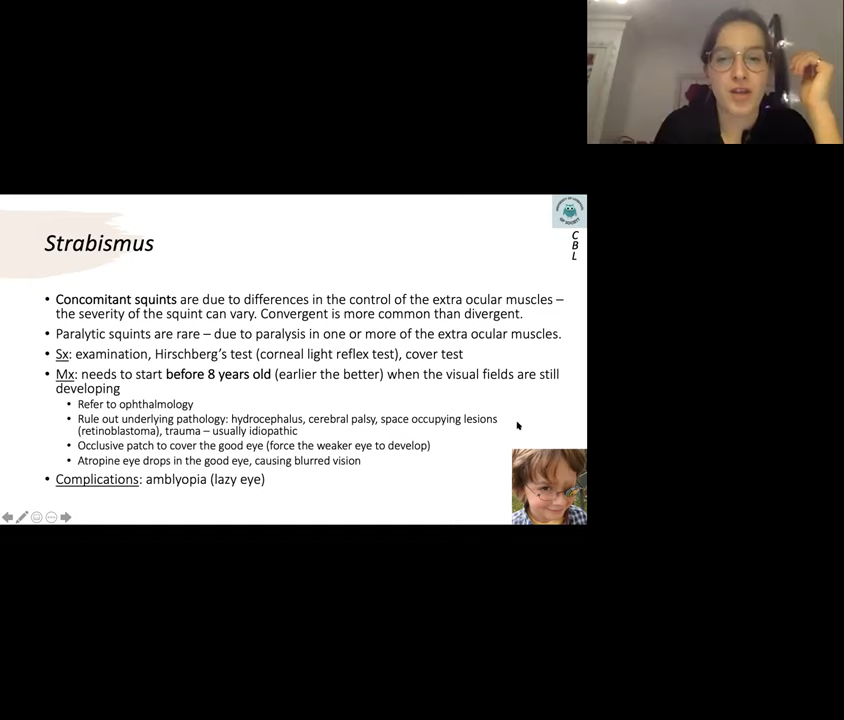 Strabismus
C
B
L
• Concomitant squints are due to differences in the control of the extra ocular muscles –
the severity of the squint can vary. Convergent is more common than divergent.
• Paralytic squints are rare – due to paralysis in one or more of the extra ocular muscles.
• Sx: examination, Hirschberg’s test (corneal light reflex test), cover test
• Mx: needs to start before 8 years old (earlier the better) when the visual fields are still
developing
• Refer to ophthalmology
• Rule out underlying pathology: hydrocephalus, cerebral palsy, space occupying lesions
(retinoblastoma), trauma – usually idiopathic
• Occlusive patch to cover the good eye (force the weaker eye to develop)
• Atropine eye drops in the good eye, causing blurred vision
• Complications: amblyopia (lazy eye)